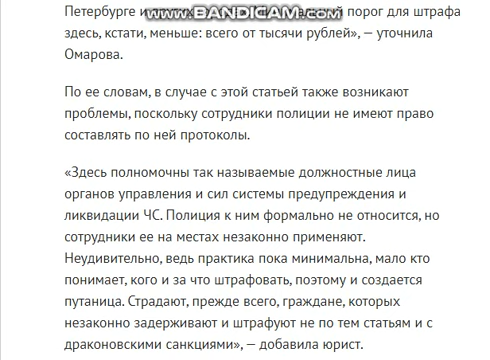 Петербурге и
порог для штрафа
www.BANDICAM.com
здесь, кстати, меньше: всего от тысячи рублей», — уточнила
Омарова.
По ее словам, в случае с этой статьей также возникают
проблемы, поскольку сотрудники полиции не имеют право
составлять по ней протоколы.
«Здесь полномочны так называемые должностные лица
органов управления и сил системы предупреждения и
ликвидации ЧС. Полиция к ним формально не относится, но
сотрудники ее на местах незаконно применяют.
Неудивительно, ведь практика пока минимальна, мало кто
понимает, кого и за что штрафовать, поэтому и создается
путаница. Страдают, прежде всего, граждане, которых
незаконно задерживают и штрафуют не по тем статьям и с
драконовскими санкциями», — добавила юрист.